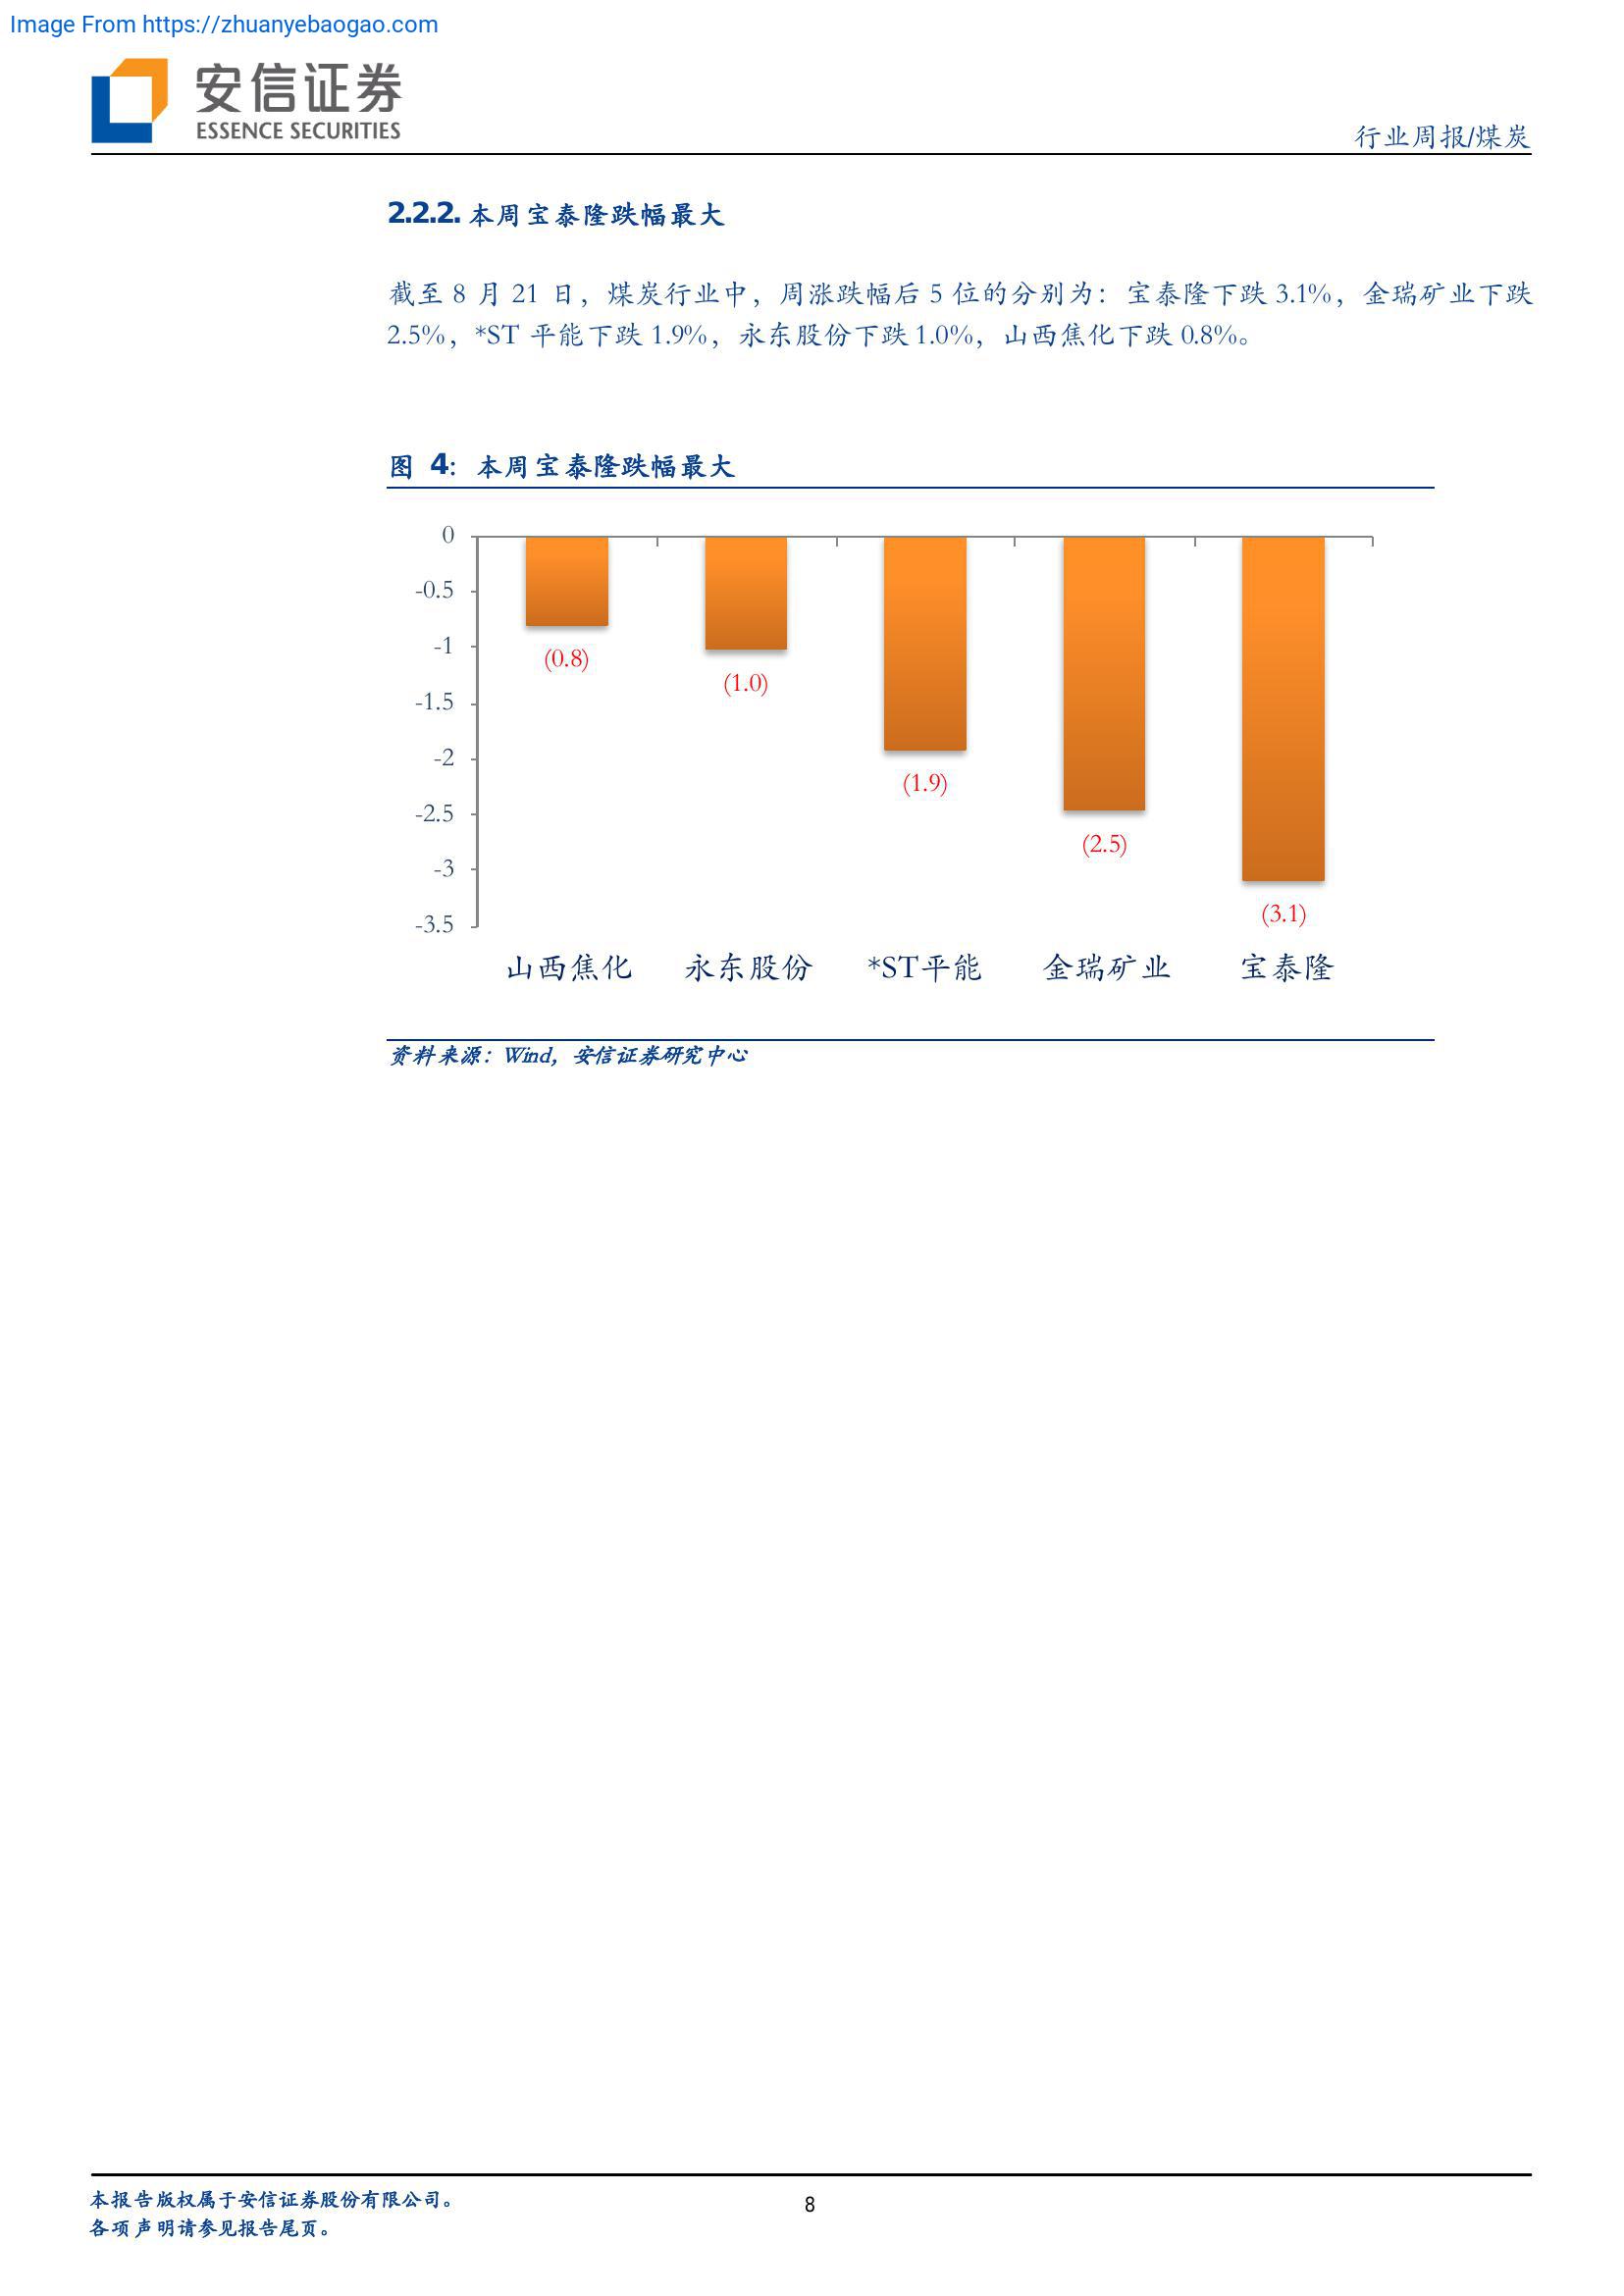 Image From https://zhuanyebaogao.com
安信证券
ESSENCE SECURITIES
行业周报/煤炭
2.2.2. 本周宝泰隆跌幅最大
截至 8 月 21 日，煤炭行业中，周涨跌幅后 5 位的分别为：宝泰隆下跌 3.1%，金瑞矿业下跌
2.5%，*ST 平能下跌 1.9%，永东股份下跌 1.0%，山西焦化下跌 0.8%。
图 4：本周宝泰隆跌幅最大
0
-0.5
-1
-1.5
-2
-2.5
-3
-3.5
(0.8)
(1.0)
(1.9)
(2.5)
(3.1)
山西焦化 永东股份 *ST平能 金瑞矿业 宝泰隆
资料来源：Wind，安信证券研究中心
本报告版权属于安信证券股份有限公司。
各项声明请参见报告尾页。
8